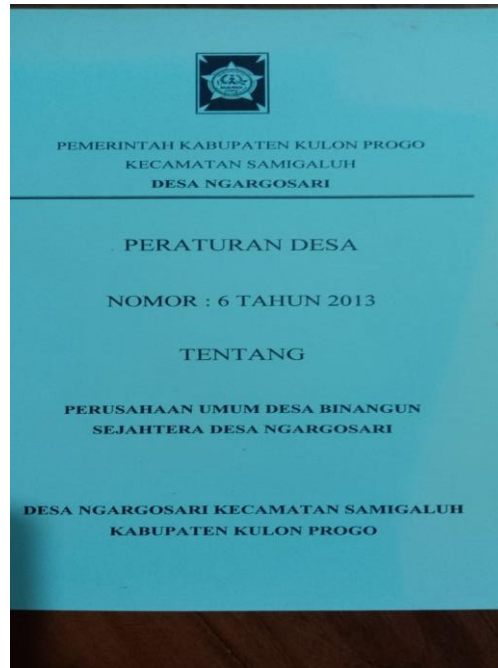 PEMERINTAH KABUPATEN KULON PROGO
KECAMATAN SAMIGALUH
DESA NGARGOSARI
PERATURAN DESA
NOMOR : 6 TAHUN 2013
TENTANG
PERUSAHAAN UMUM DESA BINANGUN
SEJAHTERA DESA NGARGOSARI
DESA NGARGOSARI KECAMATAN SAMIGALUH
KABUPATEN KULON PROGO